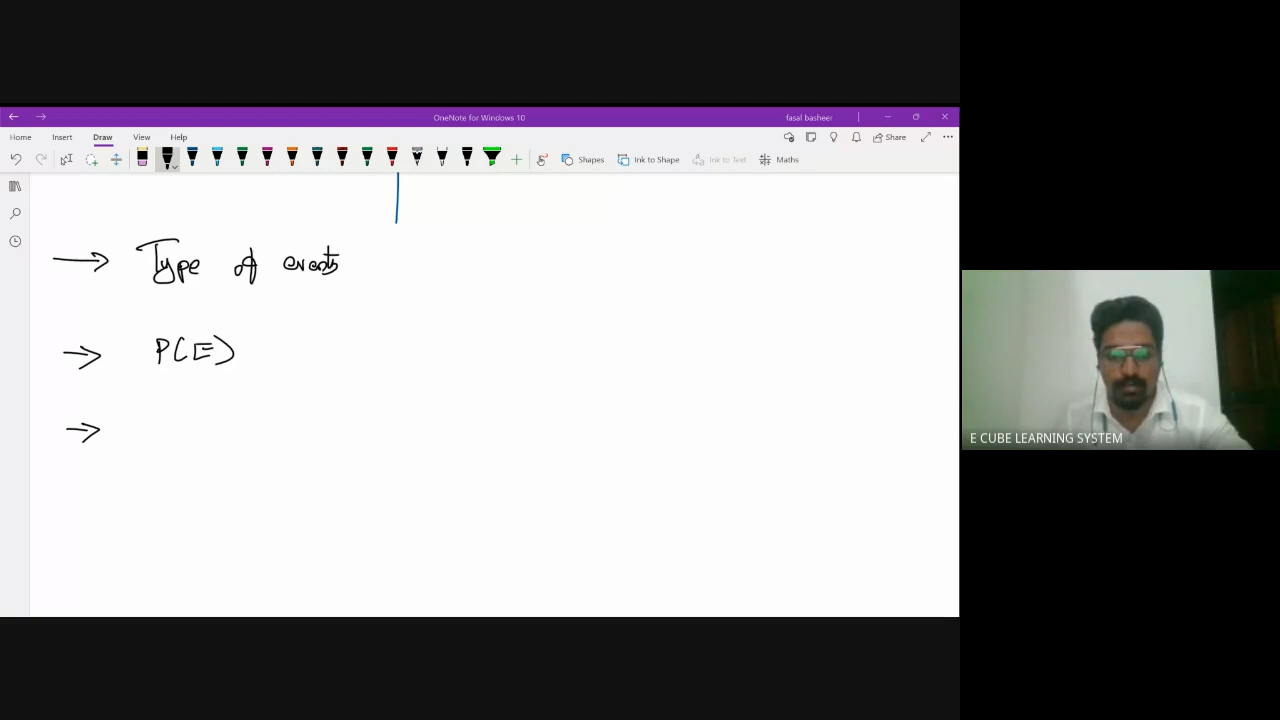 OneNote for Windows 10
fasal basheer
Home Insert Draw View Help
Share
Shapes Ink to Shape Ink to Text Maths
→ Type of events
→ P(E)
→
E CUBE LEARNING SYSTEM